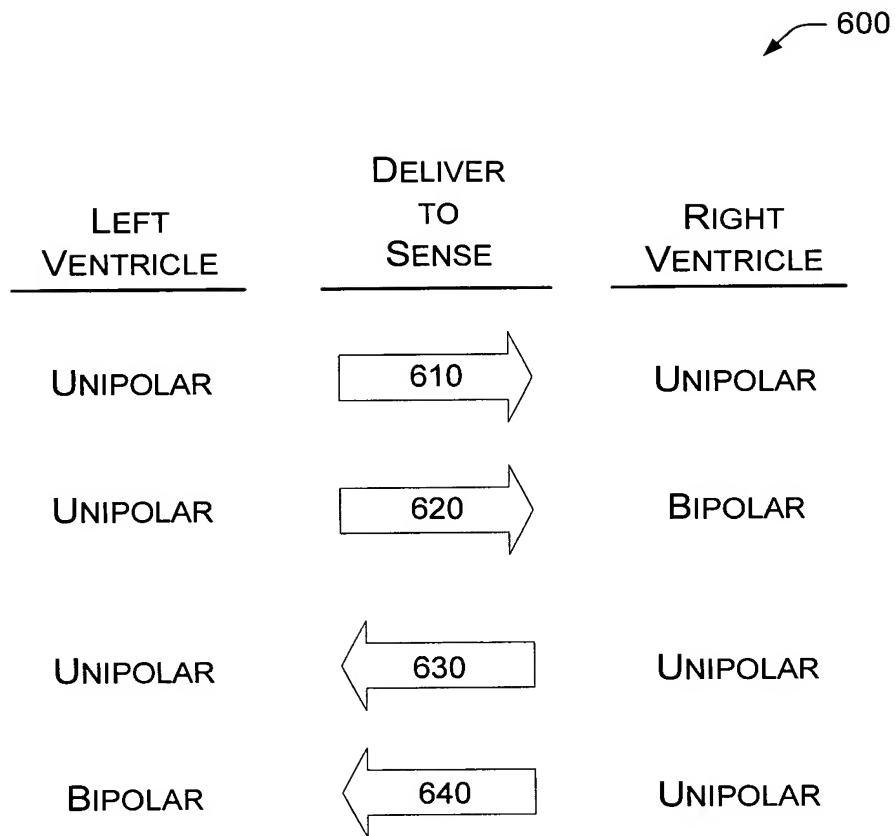 600
LEFT VENTRICLE
DELIVER TO SENSE
RIGHT VENTRICLE
UNIPOLAR 610 UNIPOLAR
UNIPOLAR 620 BIPOLAR
UNIPOLAR 630 UNIPOLAR
BIPOLAR 640 UNIPOLAR